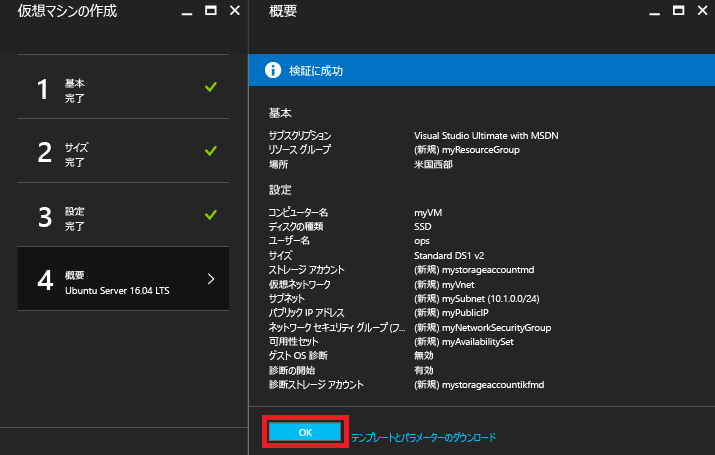 仮想マシンの作成
1 基本
完了
2 サイズ
完了
3 設定
完了
4 概要
Ubuntu Server 16.04 LTS
概要
検証に成功
基本
サブスクリプション Visual Studio Ultimate with MSDN
リソース グループ (新規) myResourceGroup
場所 米国西部
設定
コンピューター名 myVM
ディスクの種類 SSD
ユーザー名 ops
サイズ Standard DS1 v2
ストレージ アカウント (新規) mystorageaccountmd
仮想ネットワーク (新規) myVnet
サブネット (新規) mySubnet (10.1.0.0/24)
パブリック IP アドレス (新規) myPublicIP
ネットワーク セキュリティ グループ (フ... (新規) myNetworkSecurityGroup
可用性セット (新規) myAvailabilitySet
ゲスト OS 診断 無効
診断の開始 有効
診断ストレージ アカウント (新規) mystorageaccountikfmd
OK テンプレートとパラメーターのダウンロード